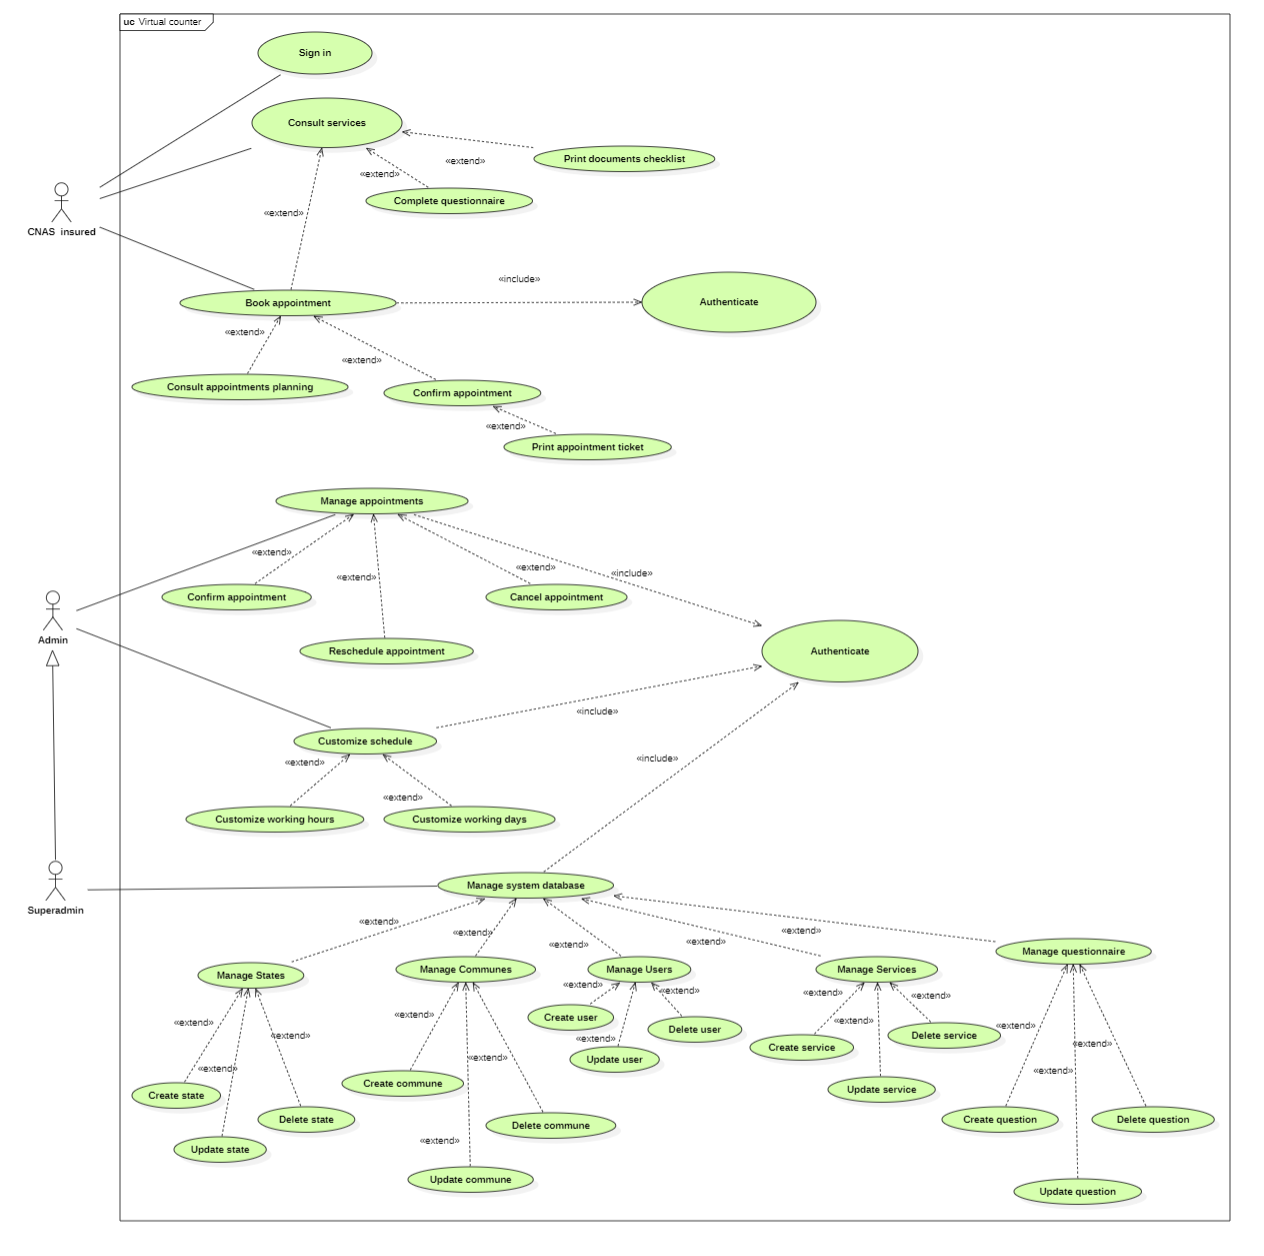 uc Virtual counter
Sign in
Consult services
Print documents checklist
«extend»
«extend»
Complete questionnaire
«extend»
CNAS insured
Book appointment
«include»
Authenticate
«extend»
«extend»
Consult appointments planning
Confirm appointment
«extend»
Print appointment ticket
Manage appointments
«extend»
«extend»
«extend»
«include»
Confirm appointment
Cancel appointment
Admin
Reschedule appointment
Authenticate
«include»
Customize schedule
«extend»
«include»
«extend»
Customize working hours
Customize working days
Manage system database
Superadmin
«extend»
«extend»
«extend»
«extend»
«extend»
Manage questionnaire
Manage States
Manage Communes
Manage Users
Manage Services
«extend»
«extend»
«extend»
«extend»
Create user
Delete user
«extend»
«extend»
«extend»
«extend»
«extend»
Delete service
«extend»
«extend»
Create service
«extend»
Update user
«extend»
«extend»
«extend»
Create commune
Update service
Create state
Delete state
Delete commune
Create question
Delete question
«extend»
Update state
Update commune
Update question